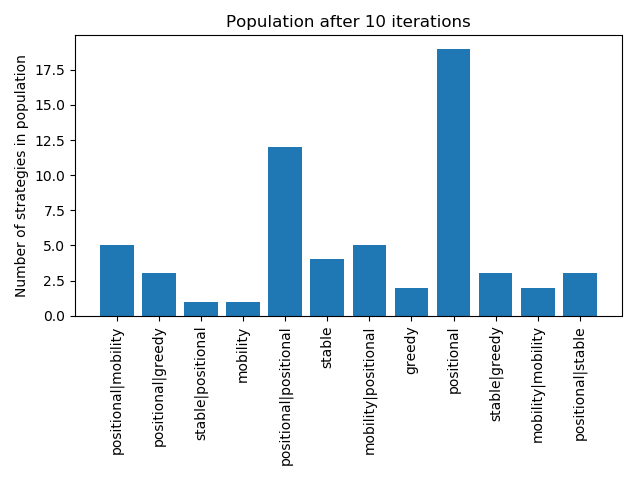 Population after 10 iterations
Number of strategies in population
17.5
15.0
12.5
10.0
7.5
5.0
2.5
0.0
positional|mobility
positional|greedy
stable|positional
mobility
positional|positional
stable
mobility|positional
greedy
positional
stable|greedy
mobility|mobility
positional|stable